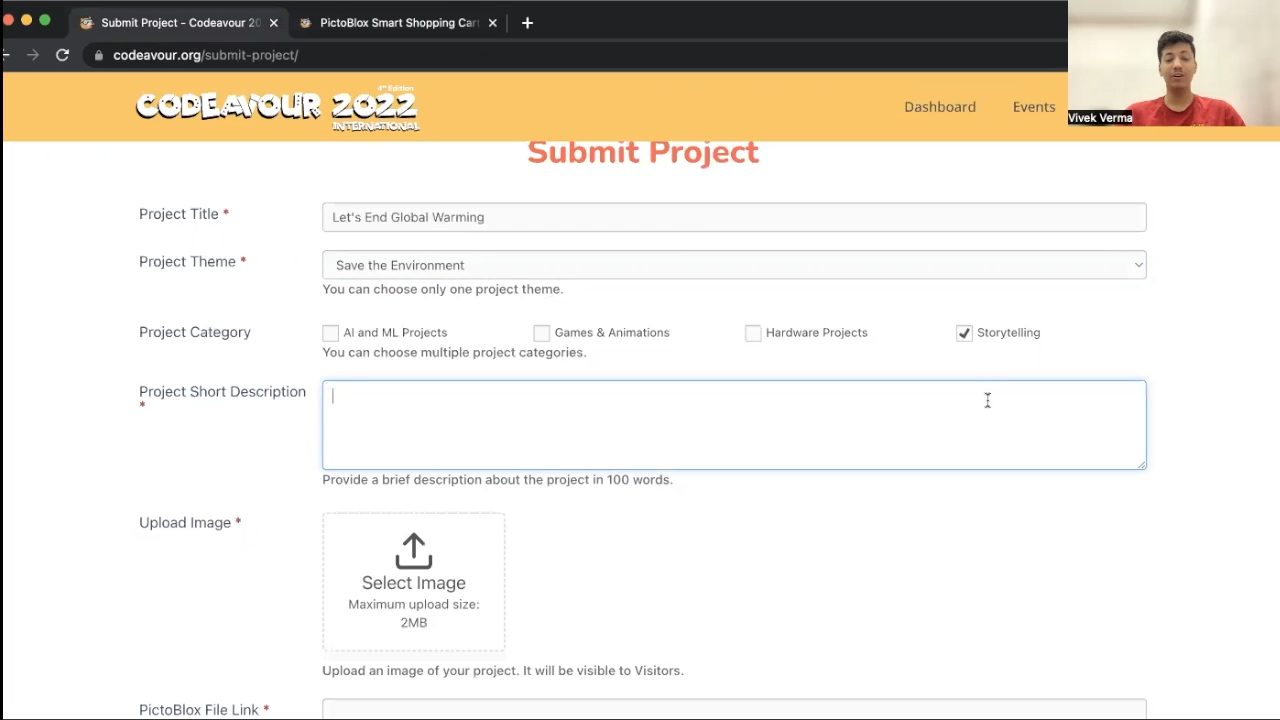 Submit Project - Codeavour 20
PictoBlox Smart Shopping Cart
codeavour.org/submit-project/
4th Edition
CODEAVOUR 2022
INTERNATIONAL
Dashboard
Events
Vivek Verma
Submit Project
Project Title *
Let's End Global Warming
Project Theme *
Save the Environment
You can choose only one project theme.
Project Category
AI and ML Projects
Games & Animations
Hardware Projects
Storytelling
You can choose multiple project categories.
Project Short Description
*
Provide a brief description about the project in 100 words.
Upload Image *
Select Image
Maximum upload size:
2MB
Upload an image of your project. It will be visible to Visitors.
PictoBlox File Link *